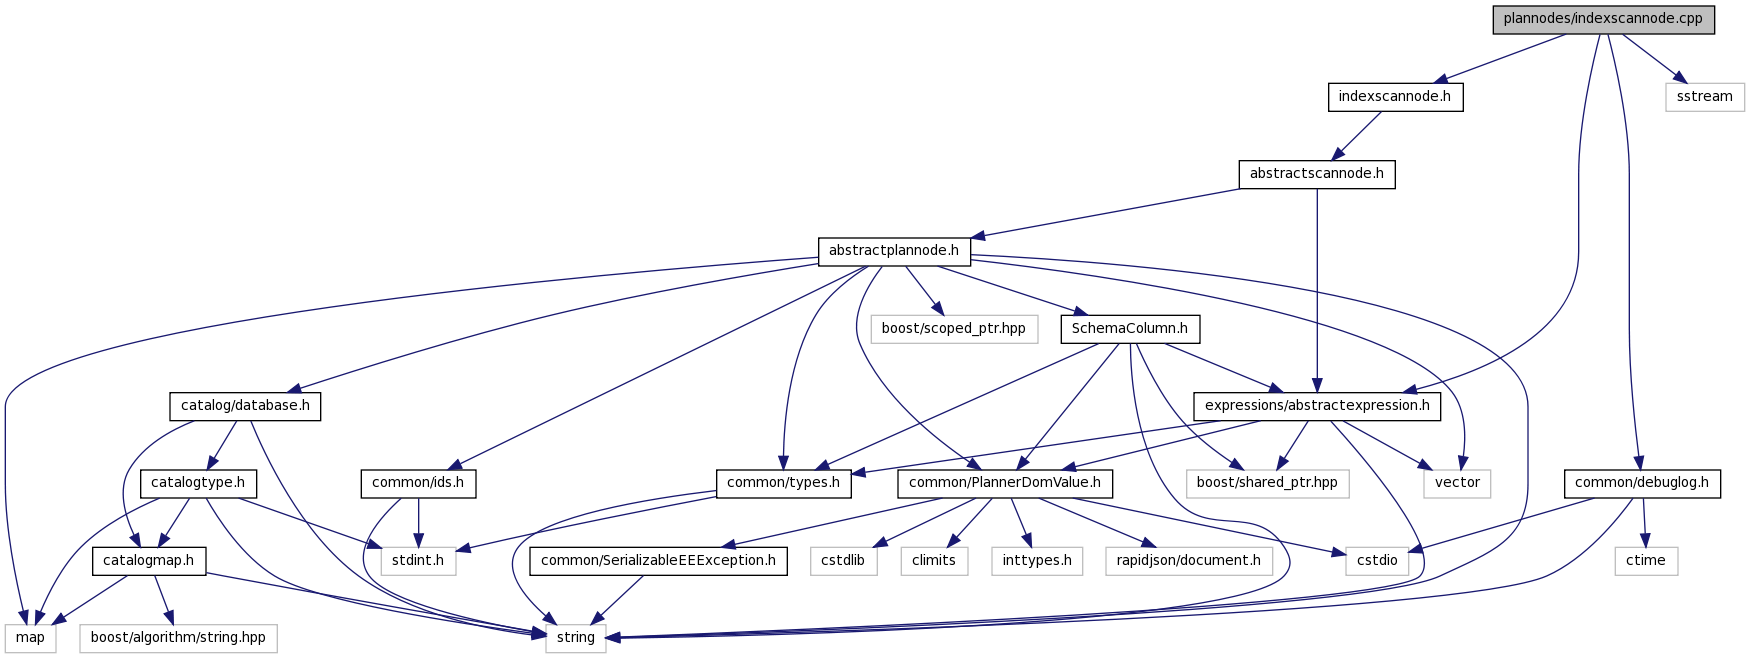 plannodes/indexscannode.cpp
indexscannode.h
sstream
abstractscannode.h
abstractplannode.h
boost/scoped_ptr.hpp
SchemaColumn.h
catalog/database.h
expressions/abstractexpression.h
catalogtype.h
common/ids.h
common/types.h
common/PlannerDomValue.h
boost/shared_ptr.hpp
vector
common/debuglog.h
catalogmap.h
stdint.h
common/SerializableEEException.h
cstdlib
climits
inttypes.h
rapidjson/document.h
cstdio
ctime
map
boost/algorithm/string.hpp
string